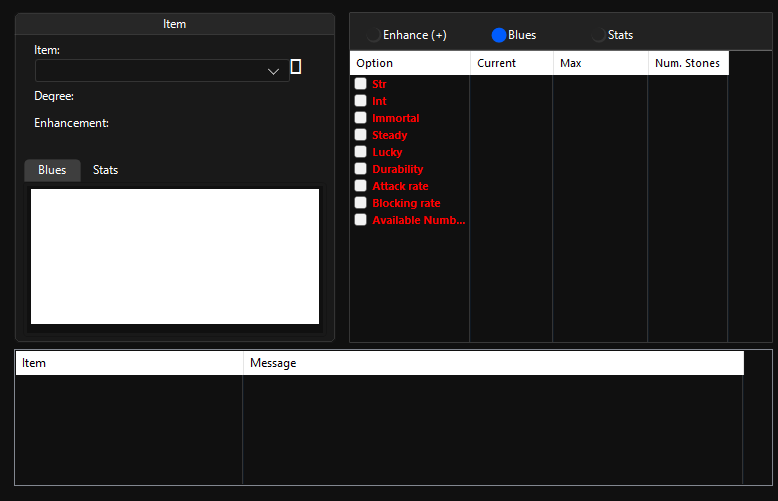 Item
Item:
Degree:
Enhancement:
Blues Stats
Enhance (+) Blues Stats
Option Current Max Num. Stones
Str
Int
Immortal
Steady
Lucky
Durability
Attack rate
Blocking rate
Available Numb...
Item Message